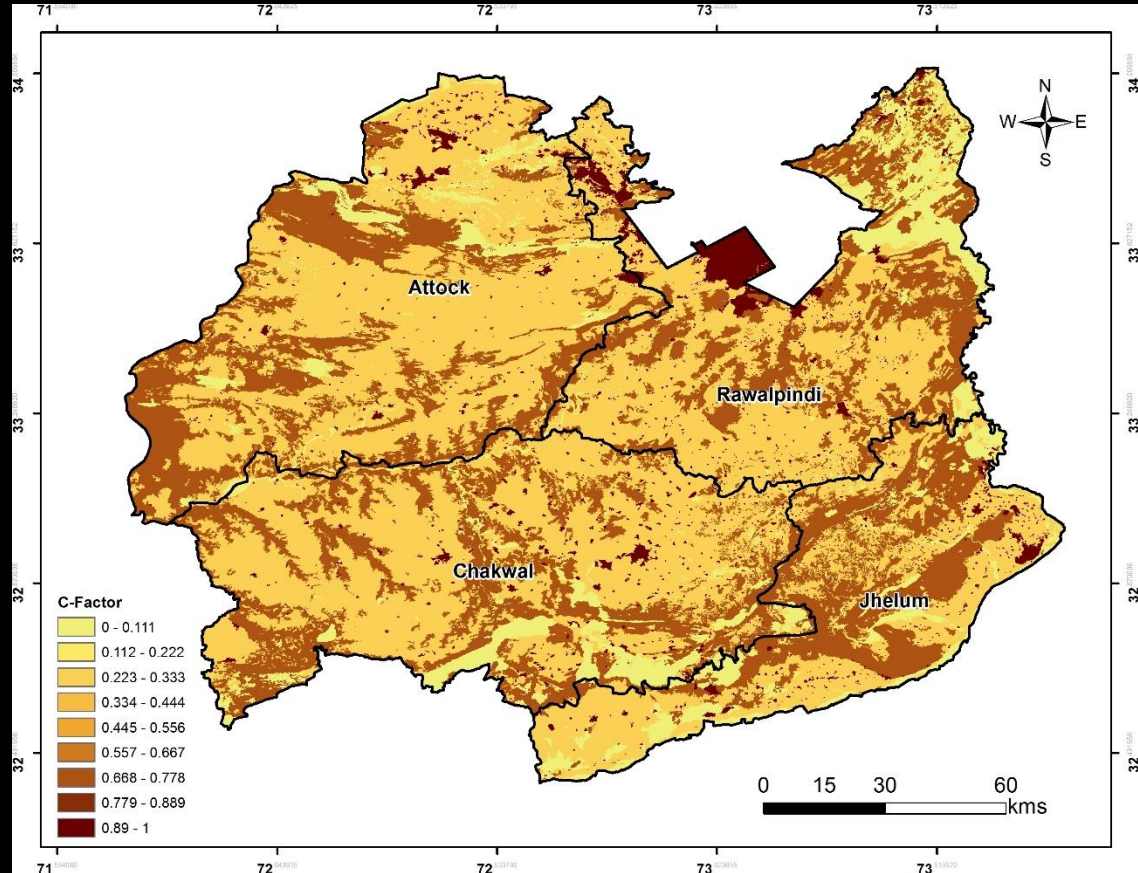 71 72 72 73 73
34 34
N
W E
S
33 33
Attock
Rawalpindi
33 33
Chakwal
Jhelum
32 32
C-Factor
0 - 0.111
0.112 - 0.222
0.223 - 0.333
0.334 - 0.444
0.445 - 0.556
0.557 - 0.667
0.668 - 0.778
0.779 - 0.889
0.89 - 1
32 32
0 15 30 60
kms
71 72 72 73 73